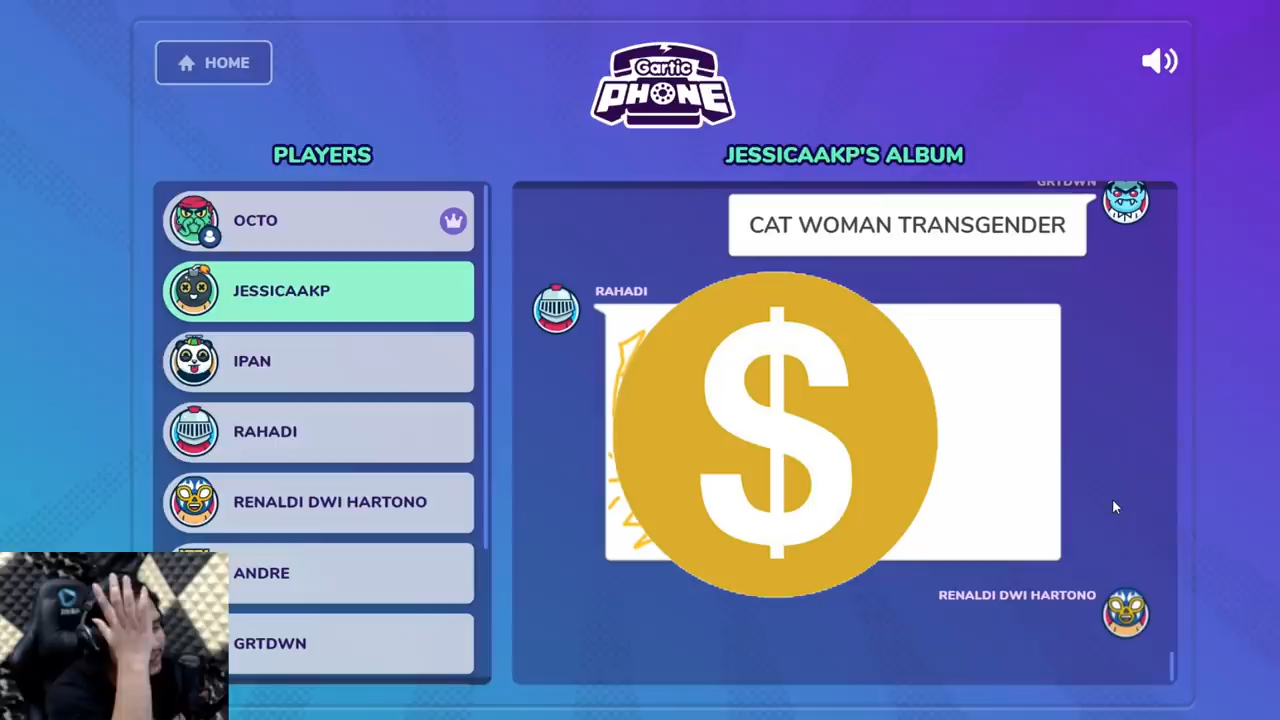 HOME
Gartic
PHONE
PLAYERS
JESSICAAKP'S ALBUM
OCTO
JESSICAAKP
IPAN
RAHADI
RENALDI DWI HARTONO
ANDRE
GRTDWN
GRTDWN
CAT WOMAN TRANSGENDER
RAHADI
$
RENALDI DWI HARTONO